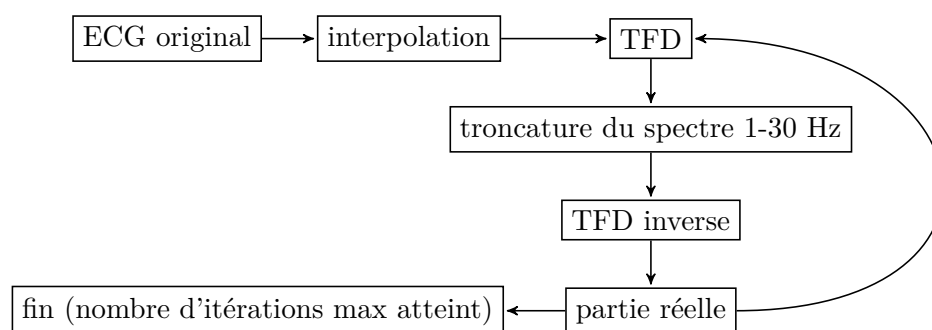 ECG original
interpolation
TFD
troncature du spectre 1-30 Hz
TFD inverse
partie réelle
fin (nombre d'itérations max atteint)